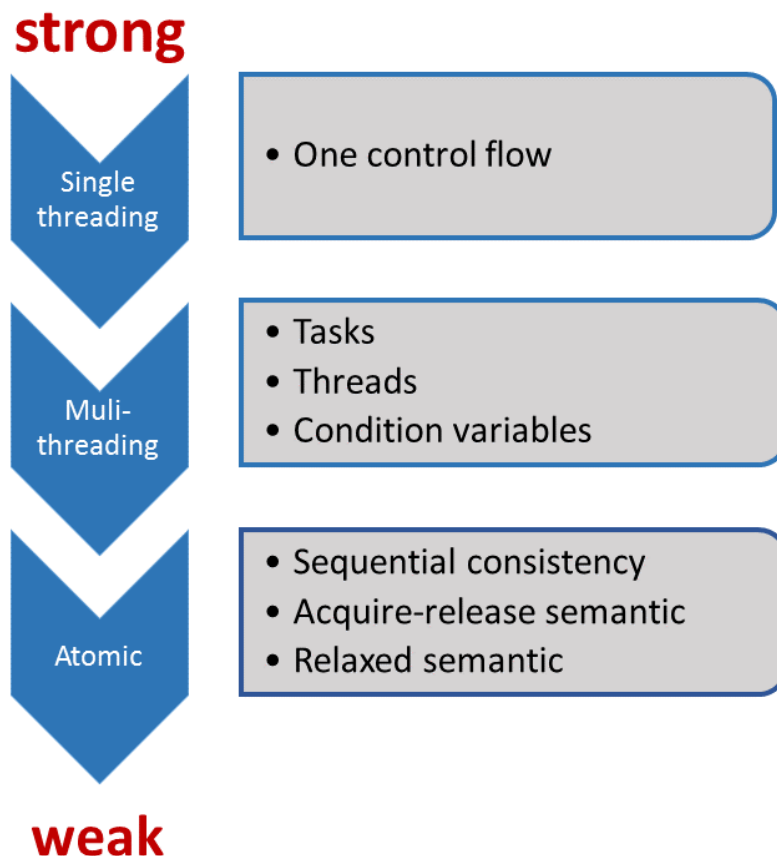 strong
Single
threading
• One control flow
Muli-
threading
• Tasks
• Threads
• Condition variables
Atomic
• Sequential consistency
• Acquire-release semantic
• Relaxed semantic
weak